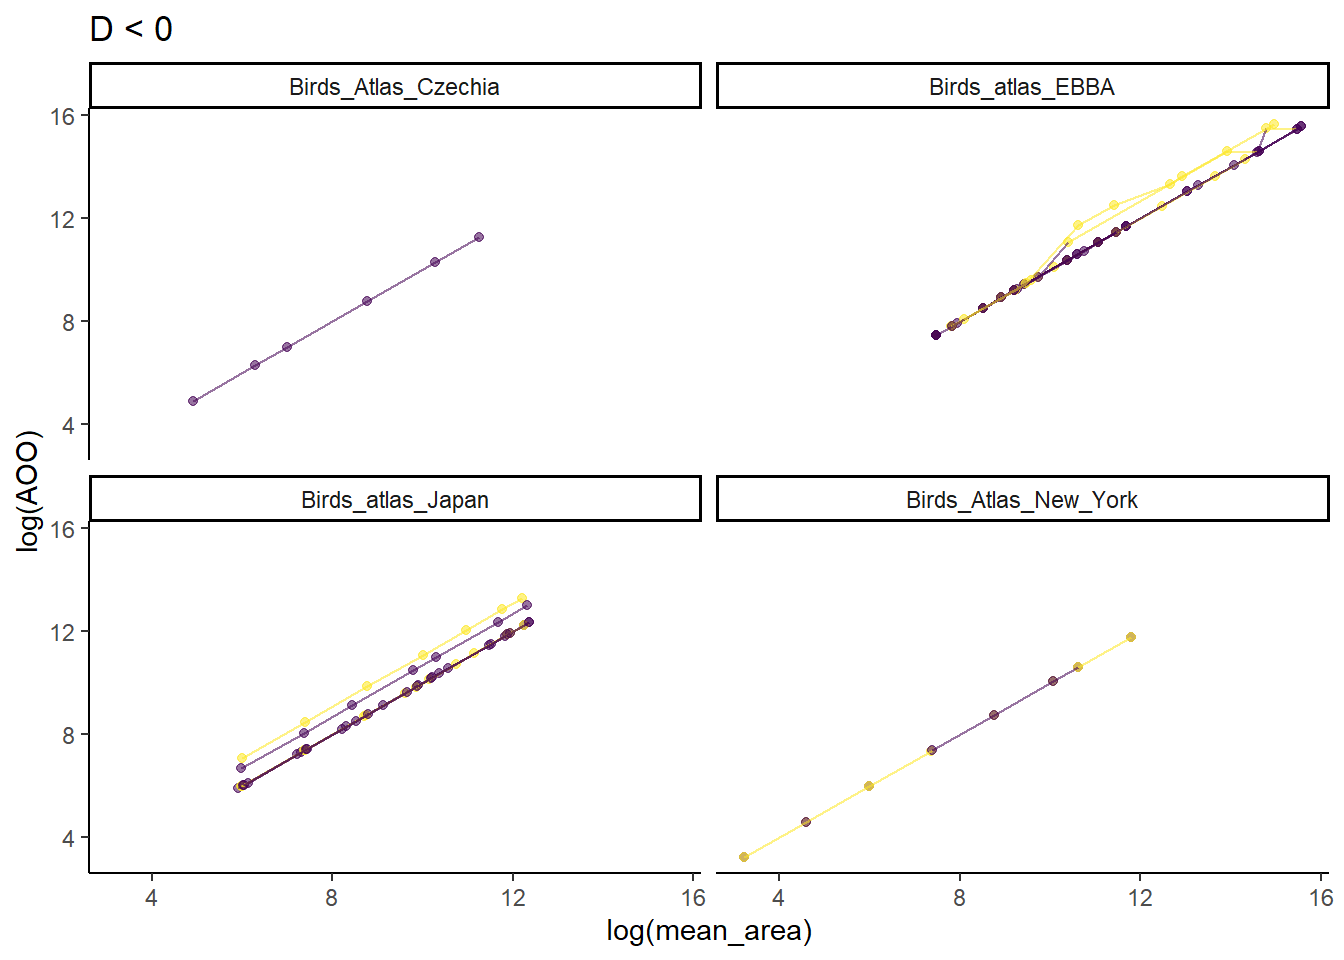 D < 0
Birds_Atlas_Czechia
Birds_atlas_EBBA
16
12
8
4
Birds_atlas_Japan
Birds_Atlas_New_York
16
12
8
4
log(AOO)
4
8
12
16
4
8
12
16
log(mean_area)